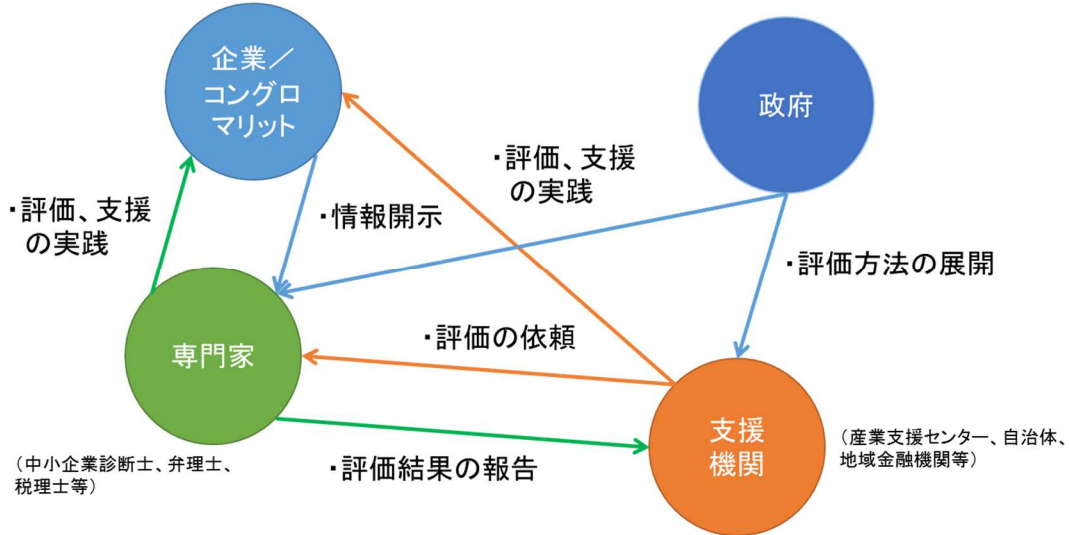 企業／
コングロ
マリット
政府
・評価、支援
の実践
・評価、支援
の実践
・情報開示
・評価方法の展開
・評価の依頼
専門家
支援
機関
（産業支援センター、自治体、
地域金融機関等）
（中小企業診断士、弁理士、
税理士等）
・評価結果の報告